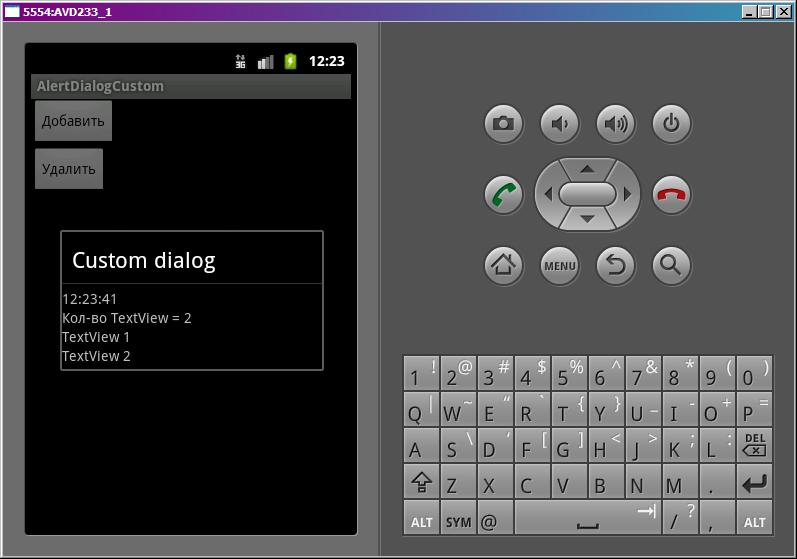 5554:AVD233_1
3G 12:23
AlertDialogCustom
Добавить
Удалить
Custom dialog
12:23:41
Кол-во TextView = 2
TextView 1
TextView 2
MENU
1 ! 2 @ 3 # 4 $ 5 % 6 ^ 7 & 8 * 9 ( 0 )
Q | W ~ E “ R ` T { Y } U _ I - O + P =
A S \ D ‘ F [ G ] H < J > K ; L : DEL
Z X C V B N M .
ALT SYM @ / ? , ALT